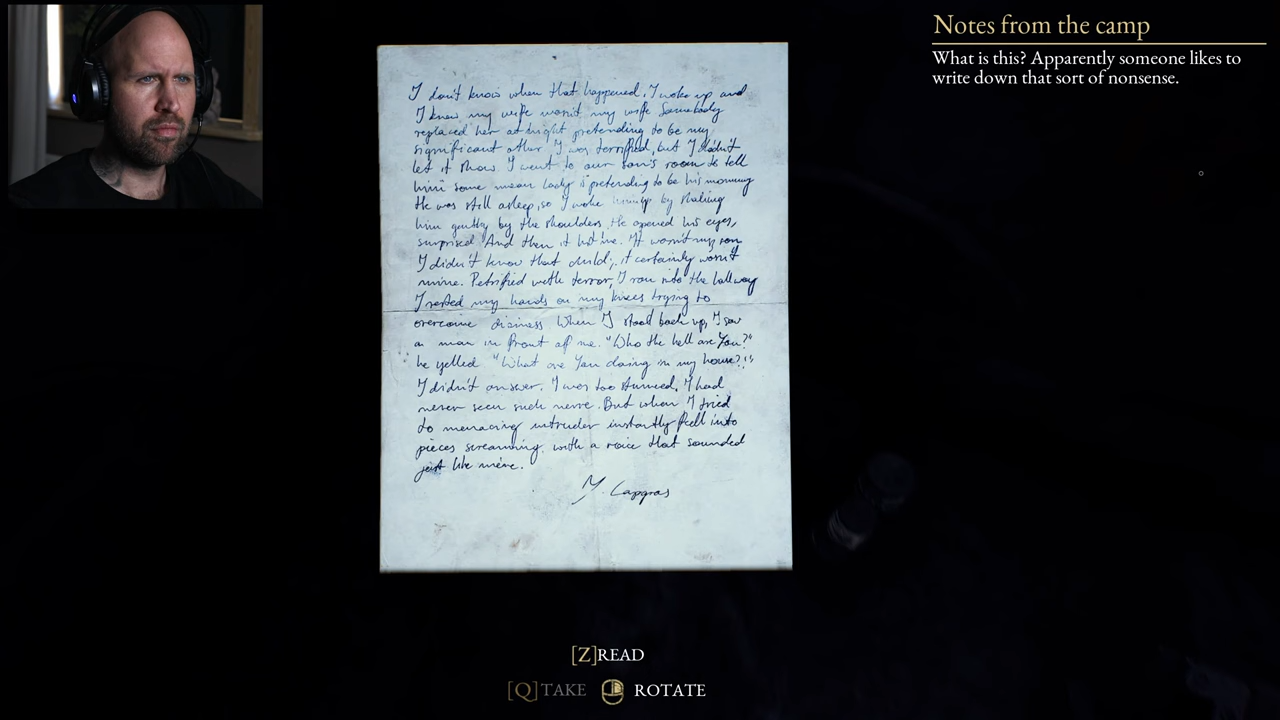 Notes from the camp
What is this? Apparently someone likes to
write down that sort of nonsense.
I don't know when that happened. I woke up and
I knew my wife wasn't my wife Somebody
replaced her at night pretending to be my
significant other I was terrified, but I didn't
let it show I went to our son's room to tell
him some mean lady is pretending to be his mommy
He was still asleep, so I woke him up by shaking
him gently by the shoulders. He opened his eyes,
surprised. And then it hit me. It wasn't my son
I didn't know that child; it certainly wasn't
mine. Petrified with terror, I ran into the hallway
I rested my hands on my knees trying to
overcome diziness When I stood back up, I saw
a man in front off me. "Who the hell are You?"
he yelled "What are You doing in my house?!"
I didn't answer. I was too stunned. I had
never seen such nerve. But when I tried
to menacing intruder instantly fell into
pieces screaming with a voice that sounded
just like mine.
Capgras
[Z]READ
[Q]TAKE ROTATE